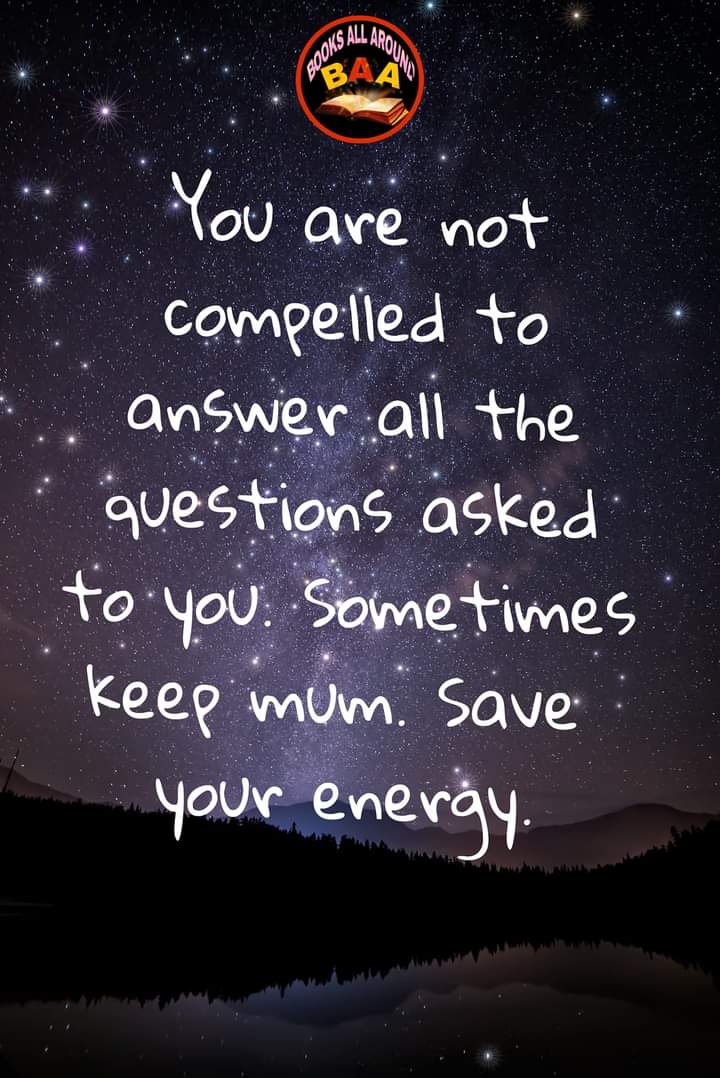 BOOKS ALL AROUND
BAA
You are not
compelled to
answer all the
questions asked
to you. Sometimes
keep mum. Save
your energy.